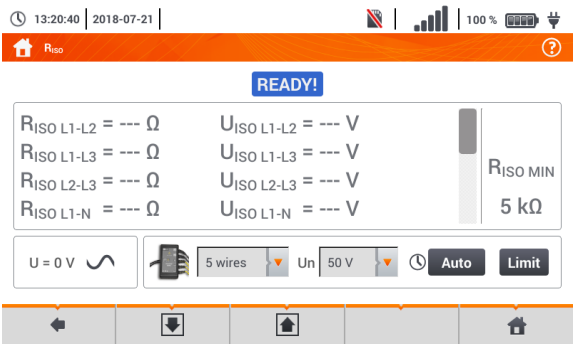 13:20:40 2018-07-21 100 %
RISO
READY!
RISO L1-L2 = --- Ω UISO L1-L2 = --- V
RISO L1-L3 = --- Ω UISO L1-L3 = --- V
RISO L2-L3 = --- Ω UISO L2-L3 = --- V
RISO L1-N = --- Ω UISO L1-N = --- V
RISO MIN
5 kΩ
U = 0 V 5 wires Un 50 V Auto Limit